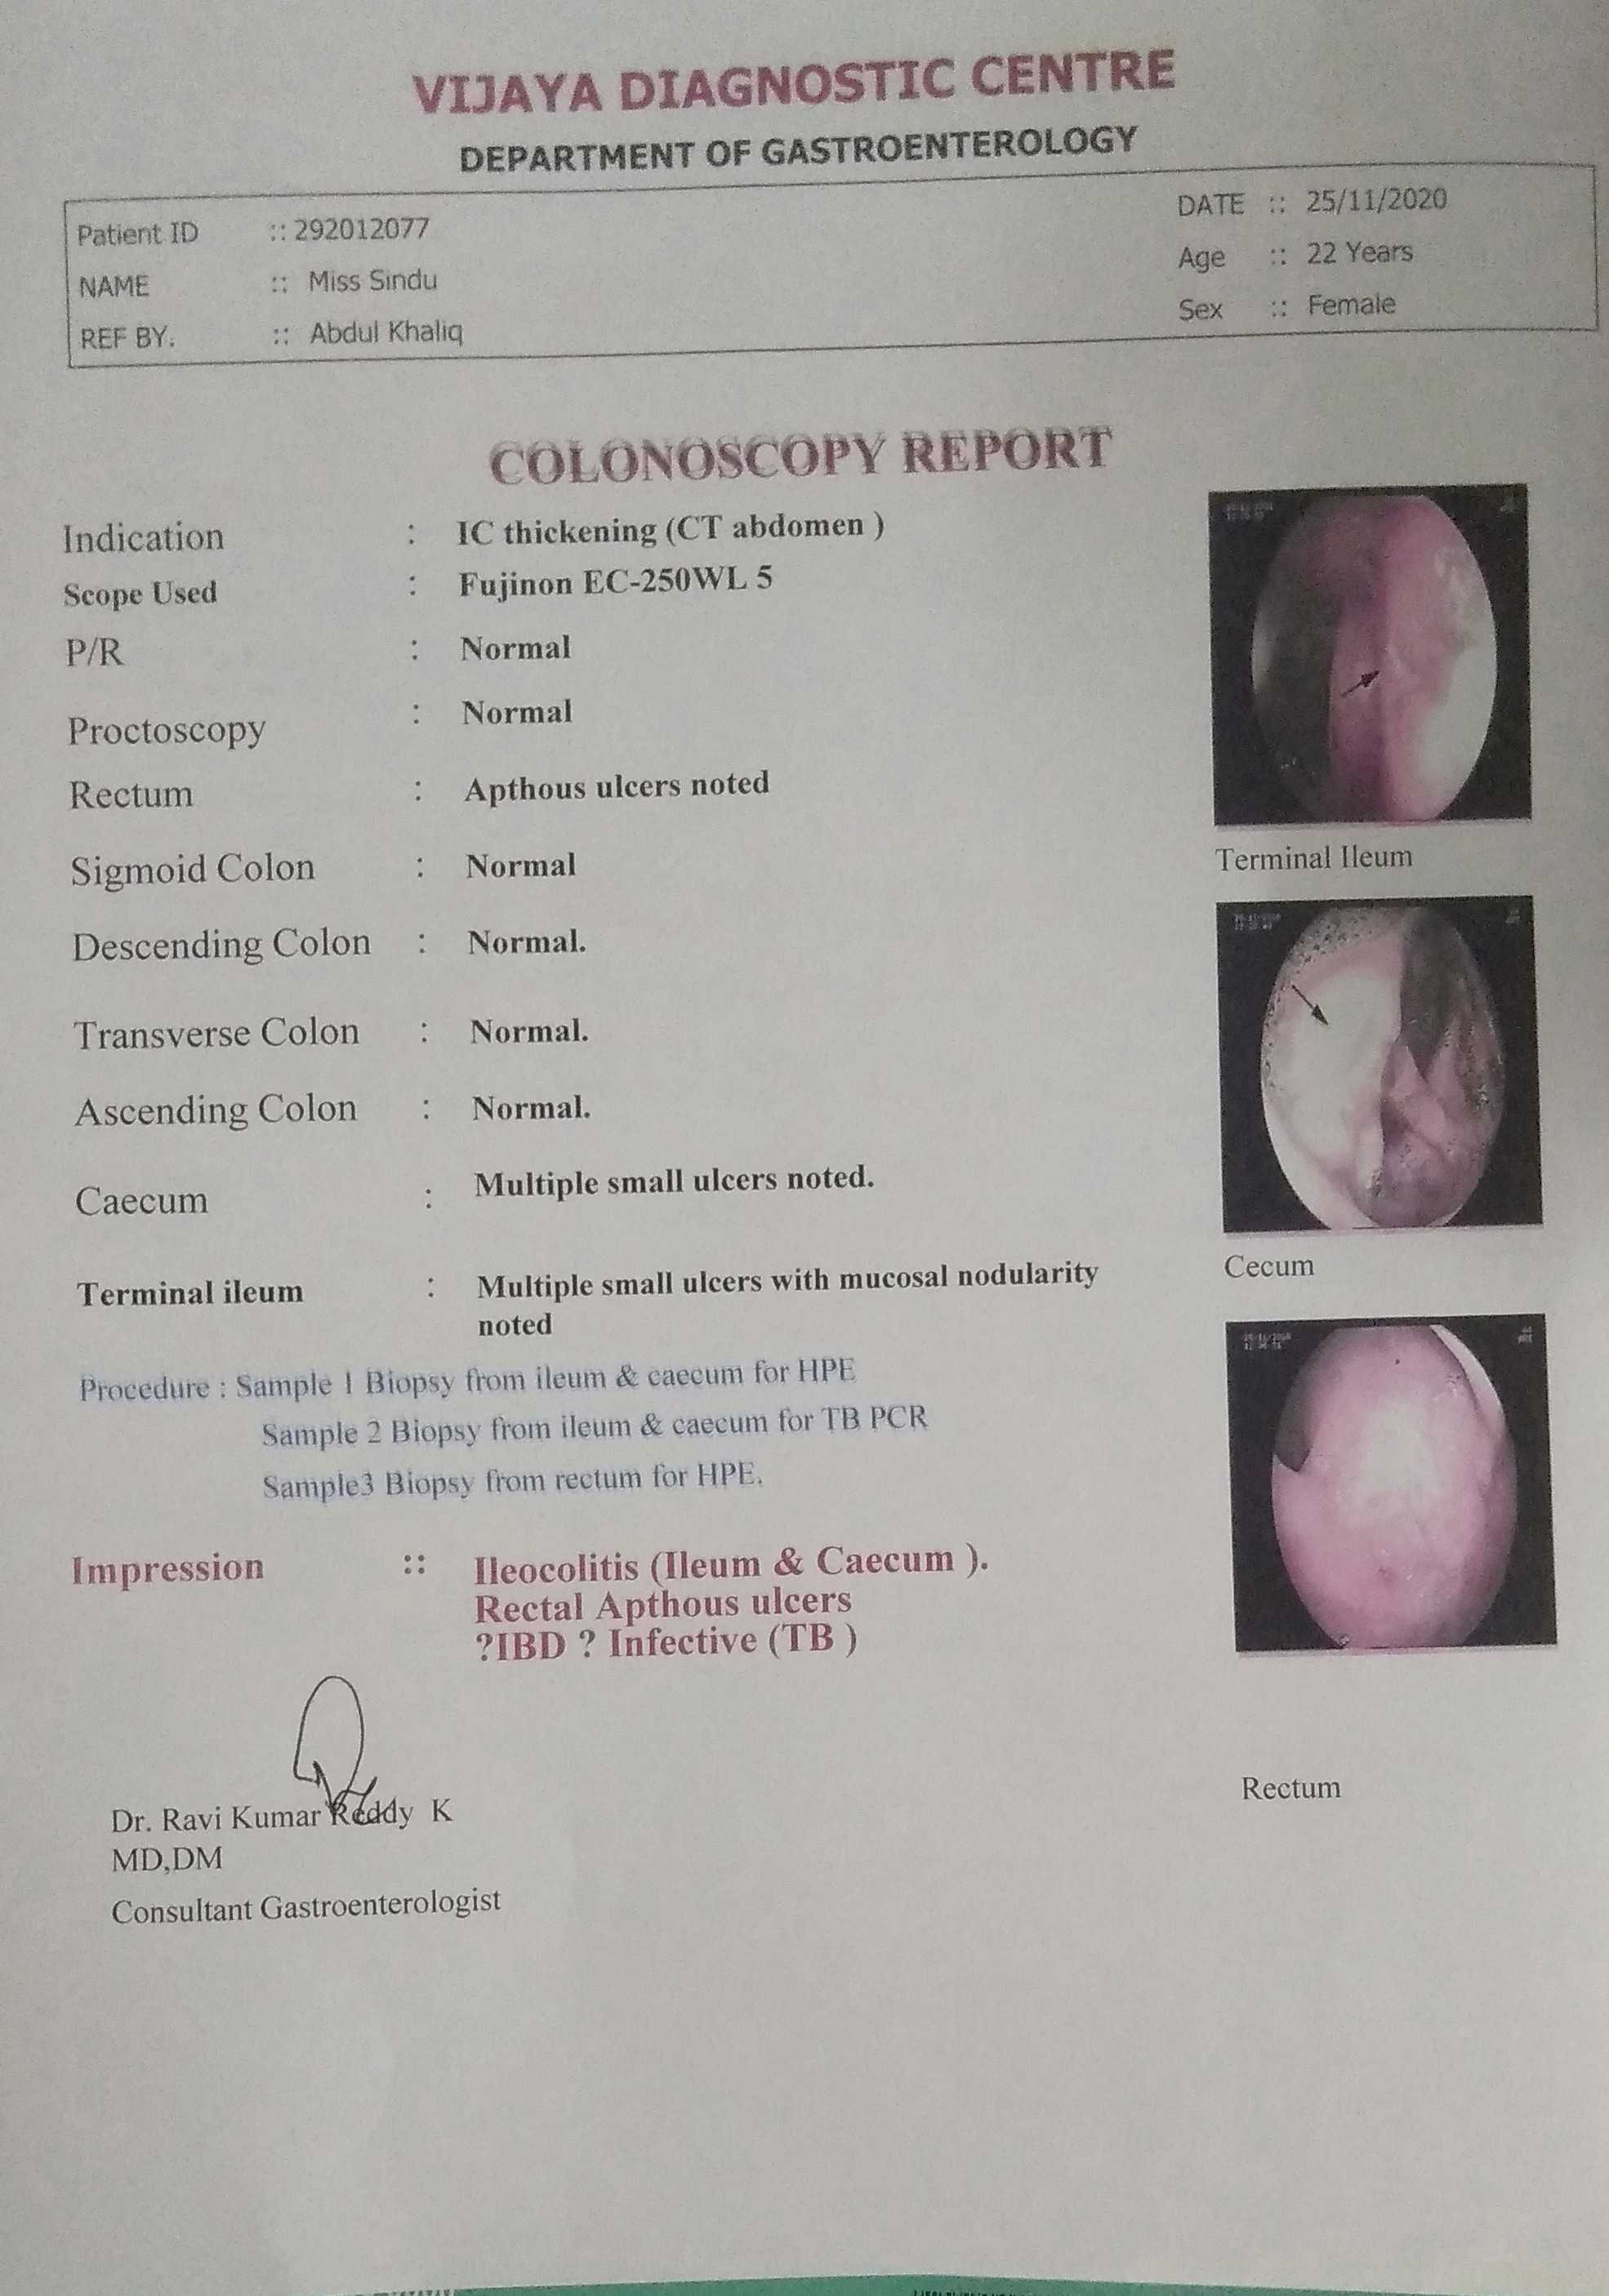 VIJAYA DIAGNOSTIC CENTRE
DEPARTMENT OF GASTROENTEROLOGY
Patient ID :: 292012077 DATE :: 25/11/2020
NAME :: Miss Sindu Age :: 22 Years
REF BY. :: Abdul Khaliq Sex :: Female
COLONOSCOPY REPORT
Indication : IC thickening (CT abdomen )
Scope Used : Fujinon EC-250WL 5
P/R : Normal
Proctoscopy : Normal
Rectum : Apthous ulcers noted
Terminal Ileum
Sigmoid Colon : Normal
Descending Colon : Normal.
Transverse Colon : Normal.
Ascending Colon : Normal.
Caecum : Multiple small ulcers noted.
Cecum
Terminal ileum : Multiple small ulcers with mucosal nodularity
noted
Procedure : Sample 1 Biopsy from ileum & caecum for HPE
Sample 2 Biopsy from ileum & caecum for TB PCR
Sample3 Biopsy from rectum for HPE.
Impression :: Ileocolitis (Ileum & Caecum ).
Rectal Apthous ulcers
?IBD ? Infective (TB )
Rectum
Dr. Ravi Kumar Reddy K
MD,DM
Consultant Gastroenterologist